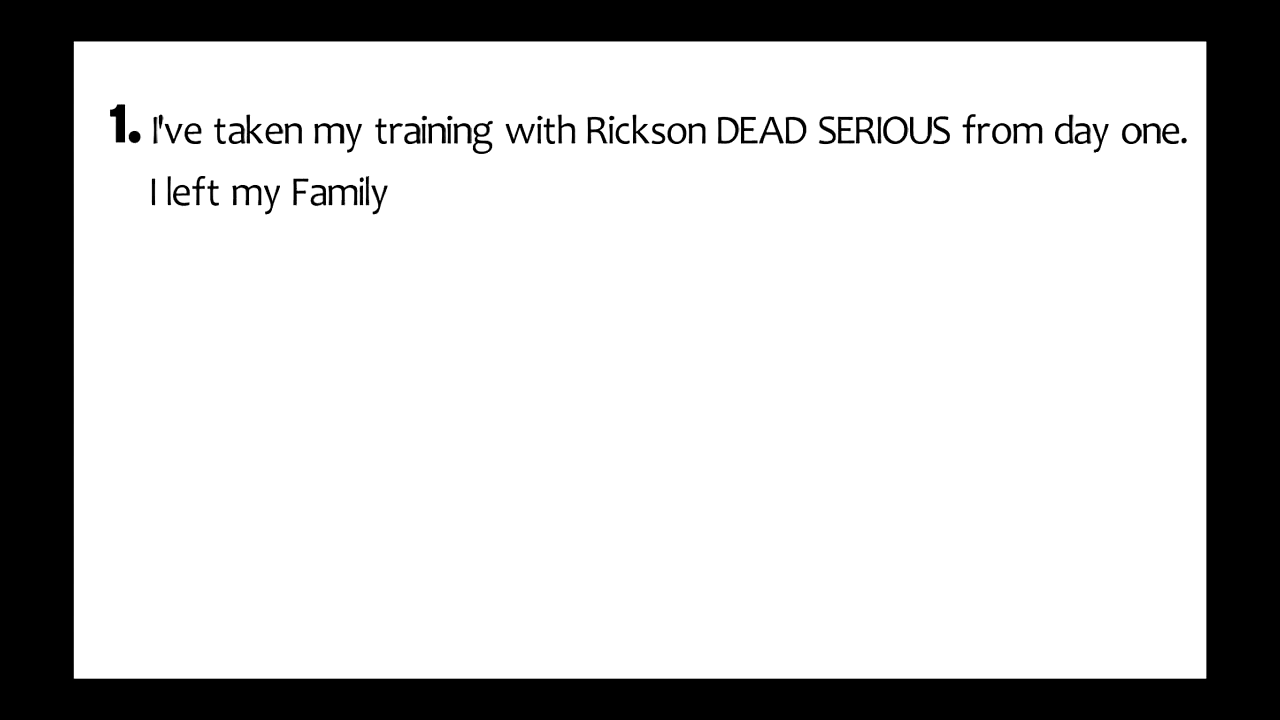 1. I've taken my training with Rickson DEAD SERIOUS from day one.
I left my Family